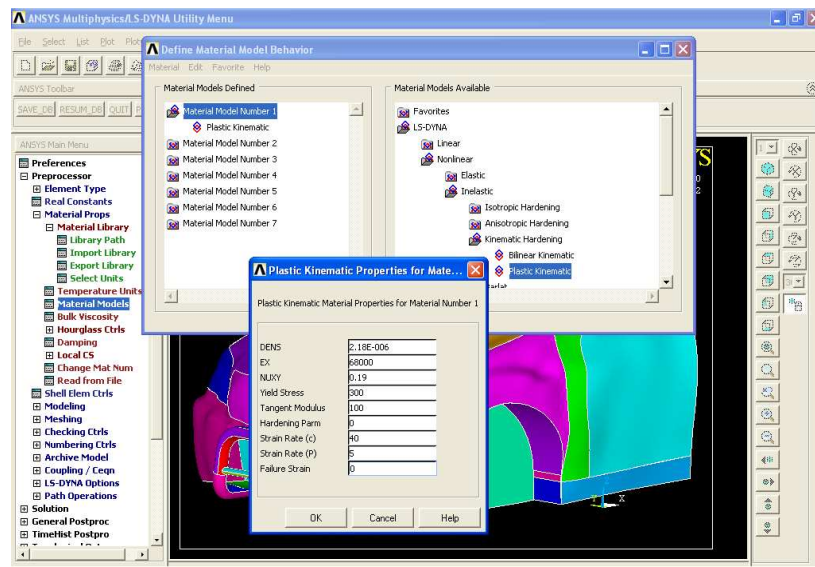 ANSYS Multiphysics/LS-DYNA Utility Menu
File Select List Plot
Define Material Model Behavior
Material Edit Favorite Help
ANSYS Toolbar
SAVE_DB RESUM_DB QUIT
Material Models Defined
Material Model Number 1
Plastic Kinematic
Material Model Number 2
Material Model Number 3
Material Model Number 4
Material Model Number 5
Material Model Number 6
Material Model Number 7
Material Models Available
Favorites
LS-DYNA
Linear
Nonlinear
Elastic
Inelastic
Isotropic Hardening
Anisotropic Hardening
Kinematic Hardening
Bilinear Kinematic
Plastic Kinematic
ANSYS Main Menu
Preferences
Preprocessor
Element Type
Real Constants
Material Props
Material Library
Library Path
Import Library
Export Library
Select Units
Temperature Units
Material Models
Bulk Viscosity
Hourglass Ctrls
Damping
Local CS
Change Mat Num
Read from File
Shell Elem Ctrls
Modeling
Meshing
Checking Ctrls
Numbering Ctrls
Archive Model
Coupling / Ceqn
LS-DYNA Options
Path Operations
Solution
General Postproc
TimeHist Postpro
Plastic Kinematic Properties for Mate...
Plastic Kinematic Material Properties for Material Number 1
DENS 2.18E-006
EX 68000
NUXY 0.19
Yield Stress 300
Tangent Modulus 100
Hardening Parm 0
Strain Rate (c) 40
Strain Rate (P) 5
Failure Strain 0
OK Cancel Help
X